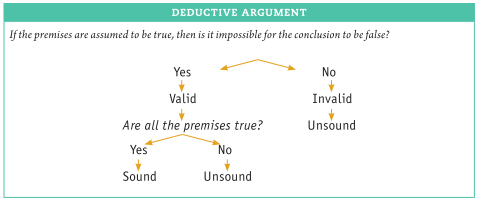 DEDUCTIVE ARGUMENT
If the premises are assumed to be true, then is it impossible for the conclusion to be false?
Yes No
Valid Invalid
Are all the premises true? Unsound
Yes No
Sound Unsound